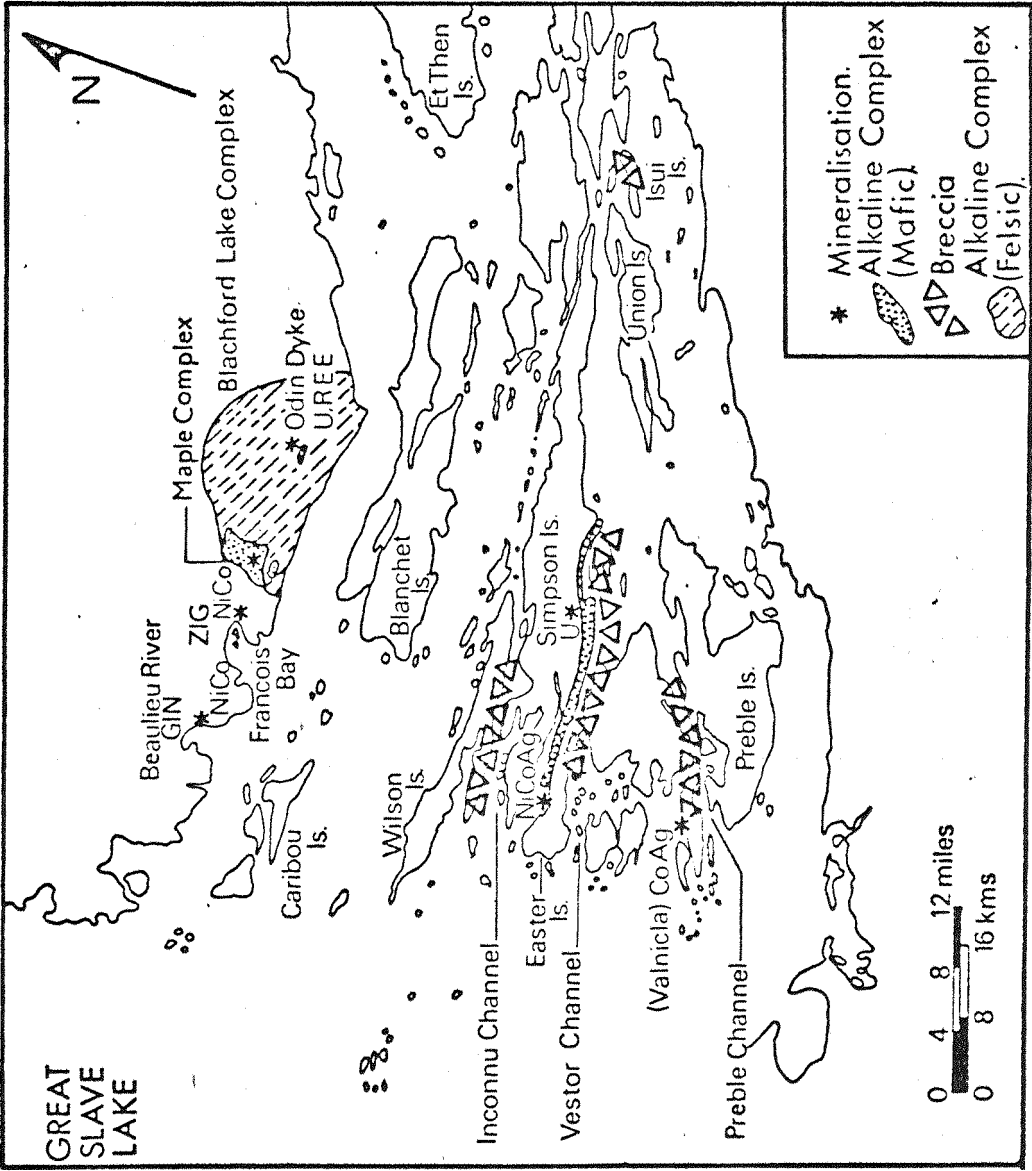 GREAT
SLAVE
LAKE
N
Maple Complex
Blachford Lake Complex
Beaulieu River
GIN
ZIG
NiCo
NiCo
Francois
Bay
Odin Dyke
U.REE
Caribou
Is.
Et Then
Is.
Blanchet
Is.
Wilson
Is.
Inconnu Channel
Simpson Is.
U
NiCoAg
Easter
Is.
Vestor Channel
Union Is.
Isui
Is.
(Valnicla) CoAg
Preble Is.
Preble Channel
0 4 8 12 miles
0 8 16 kms
Mineralisation.
Alkaline Complex
(Mafic).
Breccia
Alkaline Complex
(Felsic).